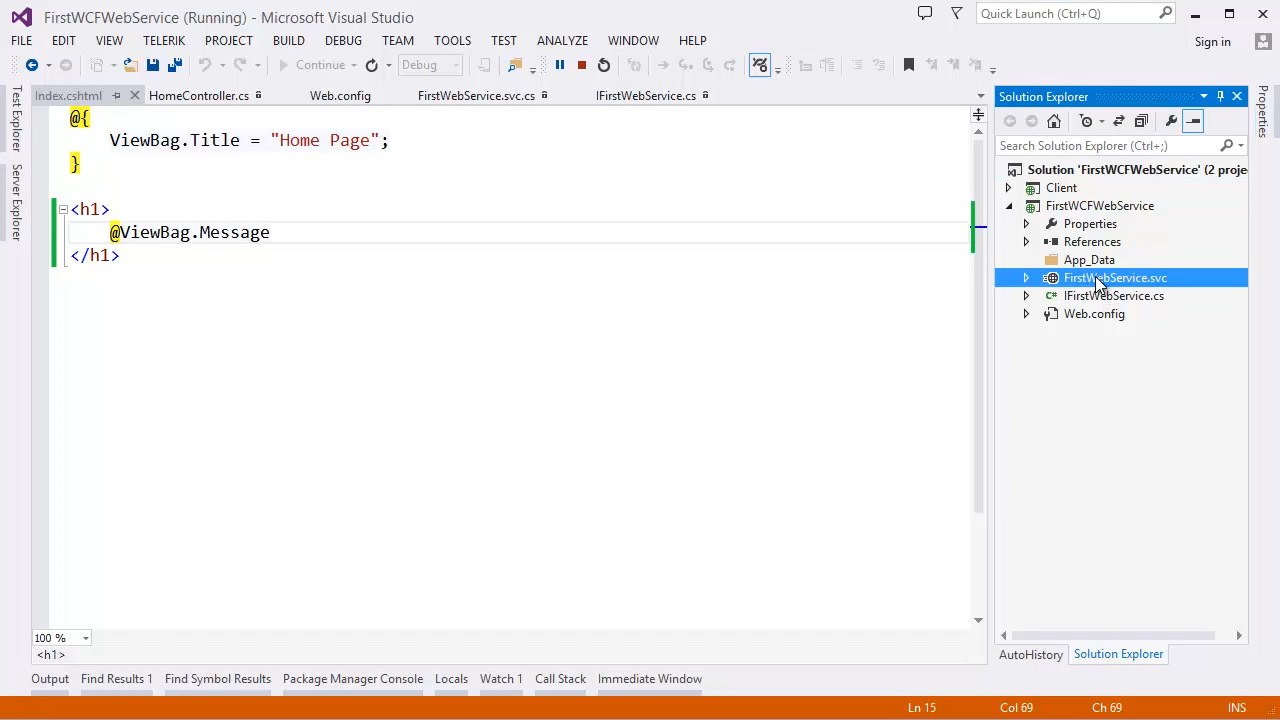 FirstWCFWebService (Running) - Microsoft Visual Studio
Quick Launch (Ctrl+Q)
FILE EDIT VIEW TELERIK PROJECT BUILD DEBUG TEAM TOOLS TEST ANALYZE WINDOW HELP
Sign in
Continue Debug
Test Explorer
Server Explorer
Index.cshtml HomeController.cs Web.config FirstWebService.svc.cs IFirstWebService.cs
@{
ViewBag.Title = "Home Page";
}
<h1>
@ViewBag.Message
</h1>
100 %
<h1>
Solution Explorer
Search Solution Explorer (Ctrl+;)
Solution 'FirstWCFWebService' (2 proje
Client
FirstWCFWebService
Properties
References
App_Data
FirstWebService.svc
IFirstWebService.cs
Web.config
AutoHistory Solution Explorer
Properties
Output Find Results 1 Find Symbol Results Package Manager Console Locals Watch 1 Call Stack Immediate Window
Ln 15 Col 69 Ch 69 INS